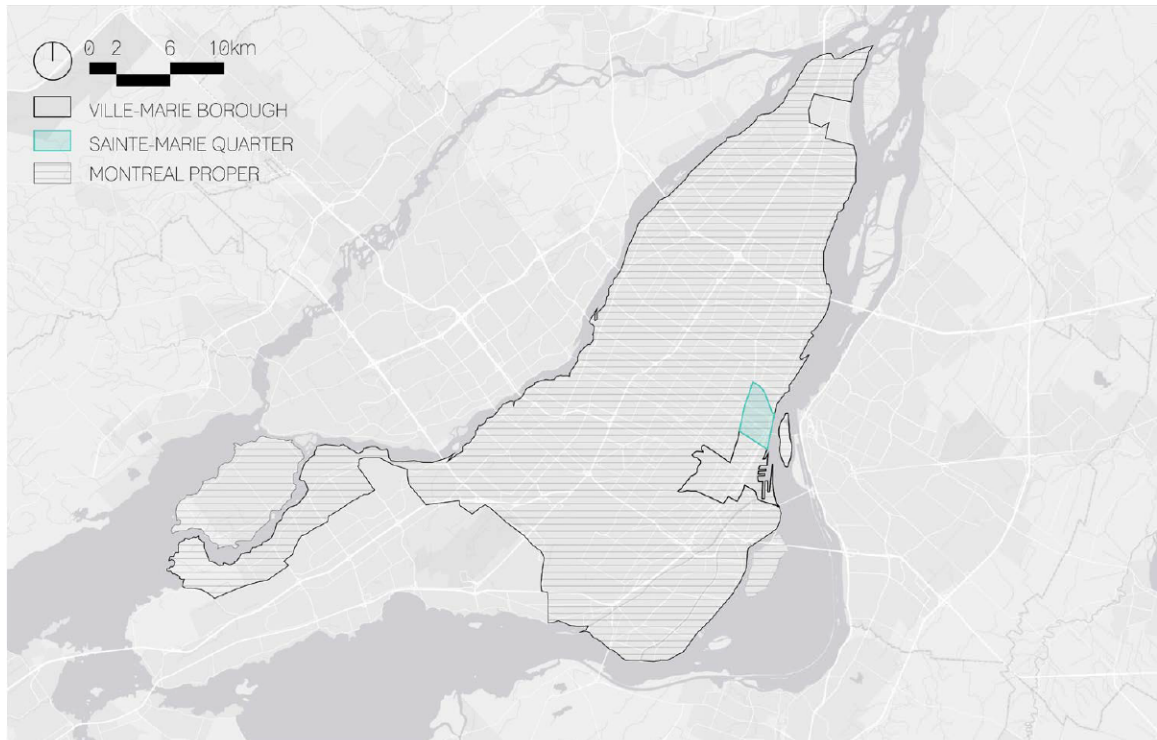 0 2 6 10km
VILLE-MARIE BOROUGH
SAINTE-MARIE QUARTER
MONTREAL PROPER